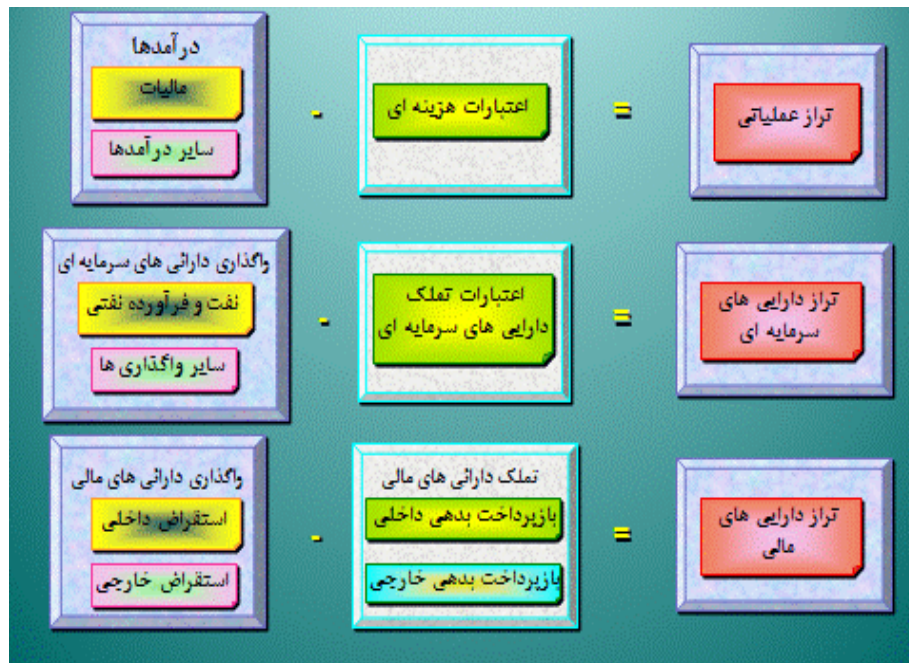 درآمدها
مالیات
سایر درآمدها
-
اعتبارات هزینه ای
=
تراز عملیاتی
واگذاری دارائی های سرمایه ای
نفت و فرآورده نفتی
سایر واگذاری ها
-
اعتبارات تملک
دارایی های سرمایه ای
=
تراز دارایی های
سرمایه ای
واگذاری دارائی های مالی
استقراض داخلی
استقراض خارجی
-
تملک دارائی های مالی
بازپرداخت بدهی داخلی
بازپرداخت بدهی خارجی
=
تراز دارایی های
مالی